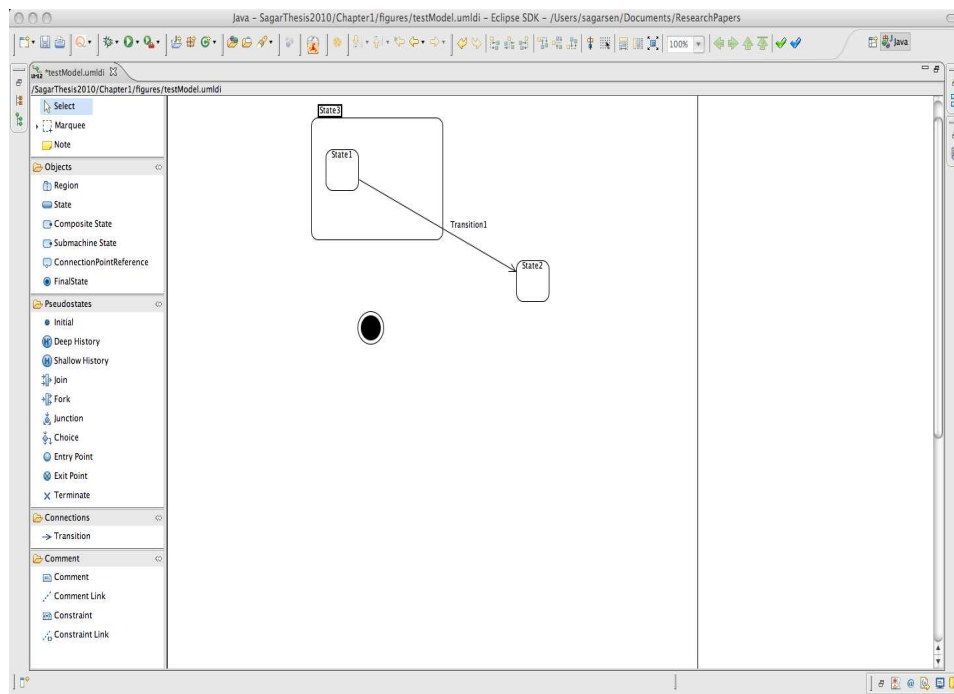 Java - SagarThesis2010/Chapter1/figures/testModel.umldi - Eclipse SDK - /Users/sagarsen/Documents/ResearchPapers
100%
Java
*testModel.umldi
/SagarThesis2010/Chapter1/figures/testModel.umldi
Select
Marquee
Note
Objects
Region
State
Composite State
Submachine State
ConnectionPointReference
FinalState
Pseudostates
Initial
Deep History
Shallow History
Join
Fork
Junction
Choice
Entry Point
Exit Point
Terminate
Connections
Transition
Comment
Comment
Comment Link
Constraint
Constraint Link
State3
State1
Transition1
State2